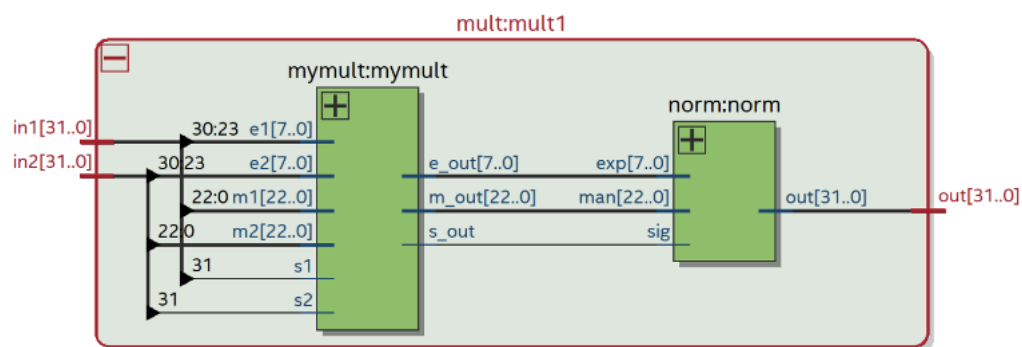 mult:mult1
mymult:mymult
norm:norm
in1[31..0]
30:23 e1[7..0]
in2[31..0]
30:23 e2[7..0]
e_out[7..0] exp[7..0]
22:0 m1[22..0]
m_out[22..0] man[22..0]
out[31..0]
out[31..0]
22:0 m2[22..0]
s_out sig
31 s1
31 s2